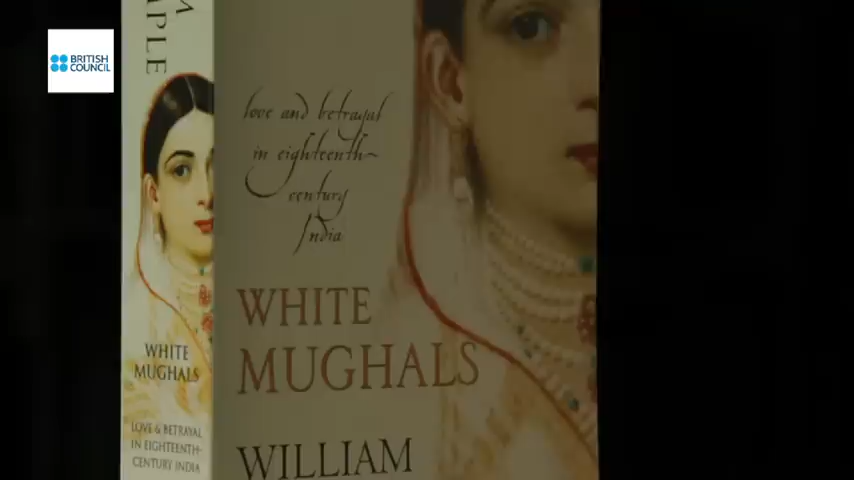 BRITISH
COUNCIL
PLE
WHITE
MUGHALS
LOVE & BETRAYAL
IN EIGHTEENTH-
CENTURY INDIA
love and betrayal
in eighteenth-
century
India
WHITE
MUGHALS
WILLIAM